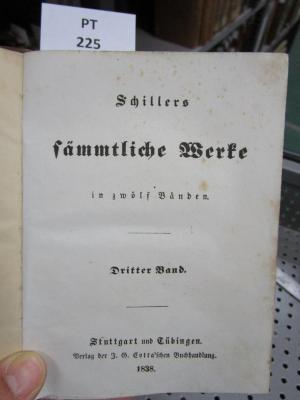 PT
225
Schillers
sämmtliche Werke
in zwölf Bänden.
Dritter Band.
Stuttgart und Tübingen.
Verlag der J. G. Cotta'schen Buchhandlung.
1838.